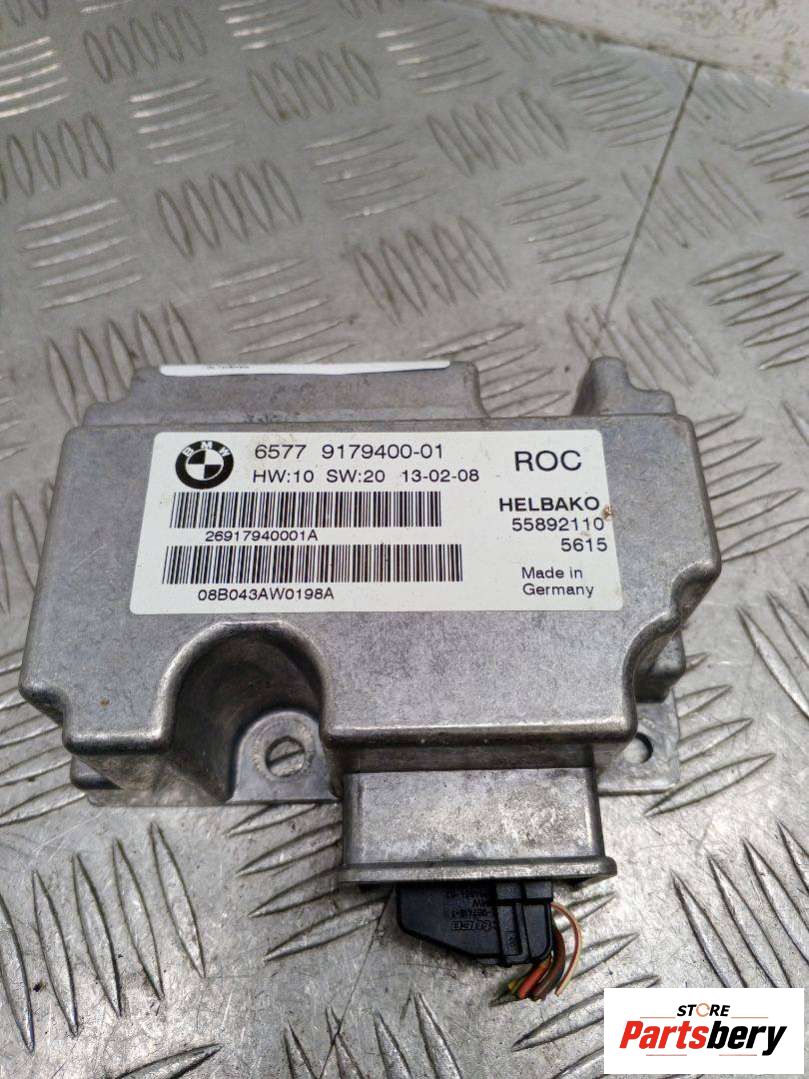 BMW
6577 9179400-01
HW:10 SW:20 13-02-08
ROC
26917940001A
08B043AW0198A
HELBAKO
55892110
5615
Made in
Germany
STORE
Partsbery